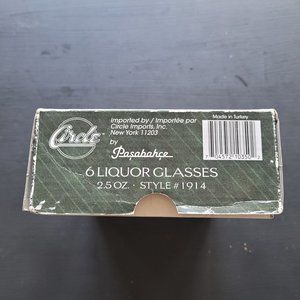 Circle
Imported by / Importée par
Circle Imports, Inc.
New York 11203
by
Paşabahçe
6 LIQUOR GLASSES
2.5 OZ. · STYLE #1914
Made in Turkey